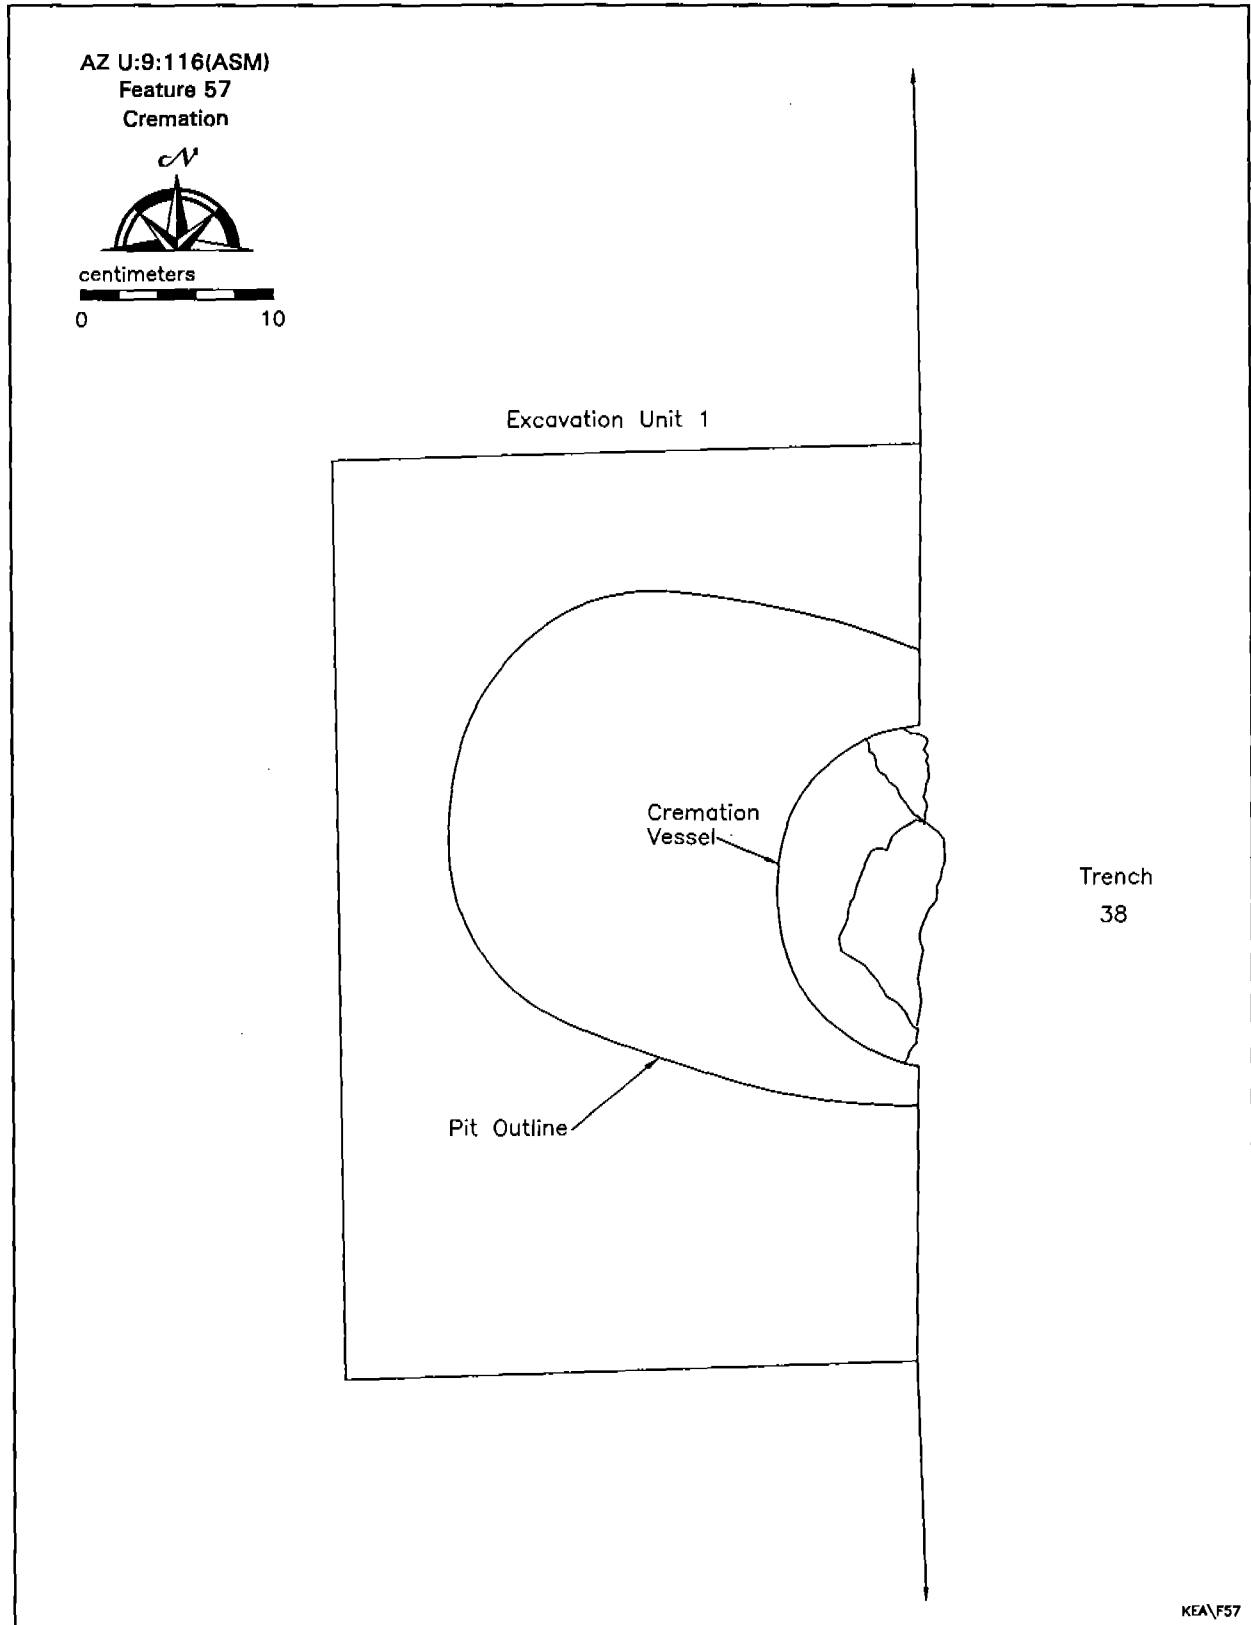 AZ U:9:116(ASM)
Feature 57
Cremation
N
centimeters
0 10
Excavation Unit 1
Cremation
Vessel
Trench
38
Pit Outline
KEA\F57